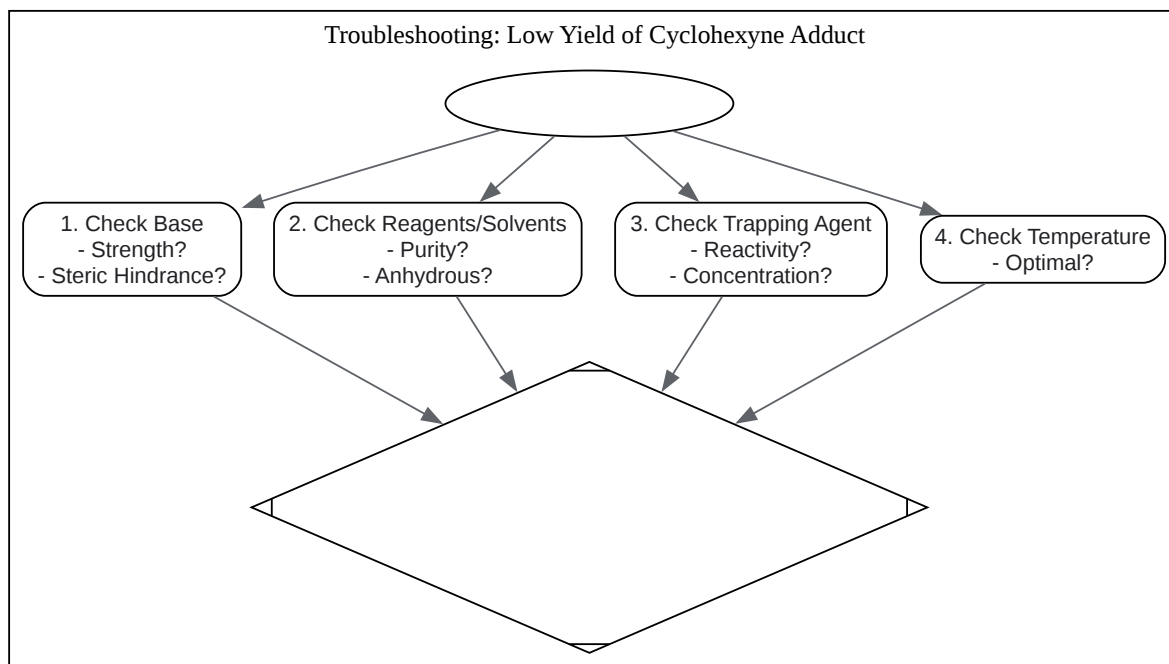 Troubleshooting: Low Yield of Cyclohexyne Adduct
1. Check Base
- Strength?
- Steric Hindrance?
2. Check Reagents/Solvents
- Purity?
- Anhydrous?
3. Check Trapping Agent
- Reactivity?
- Concentration?
4. Check Temperature
- Optimal?